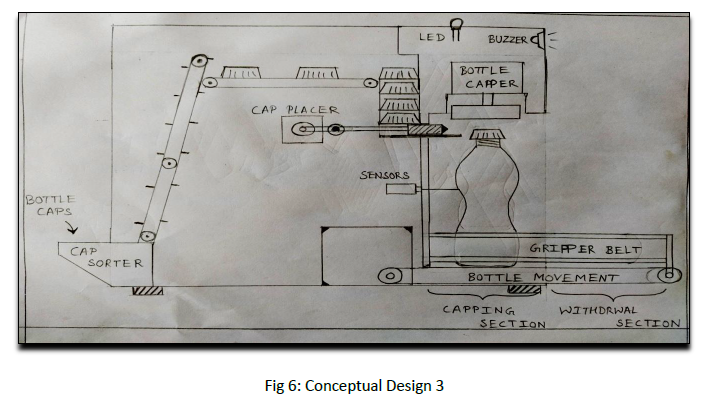 LED
BUZZER
BOTTLE
CAPPER
CAP PLACER
SENSORS
BOTTLE
CAPS
CAP
SORTER
GRIPPER BELT
BOTTLE MOVEMENT
CAPPING
SECTION
WITHDRWAL
SECTION
Fig 6: Conceptual Design 3